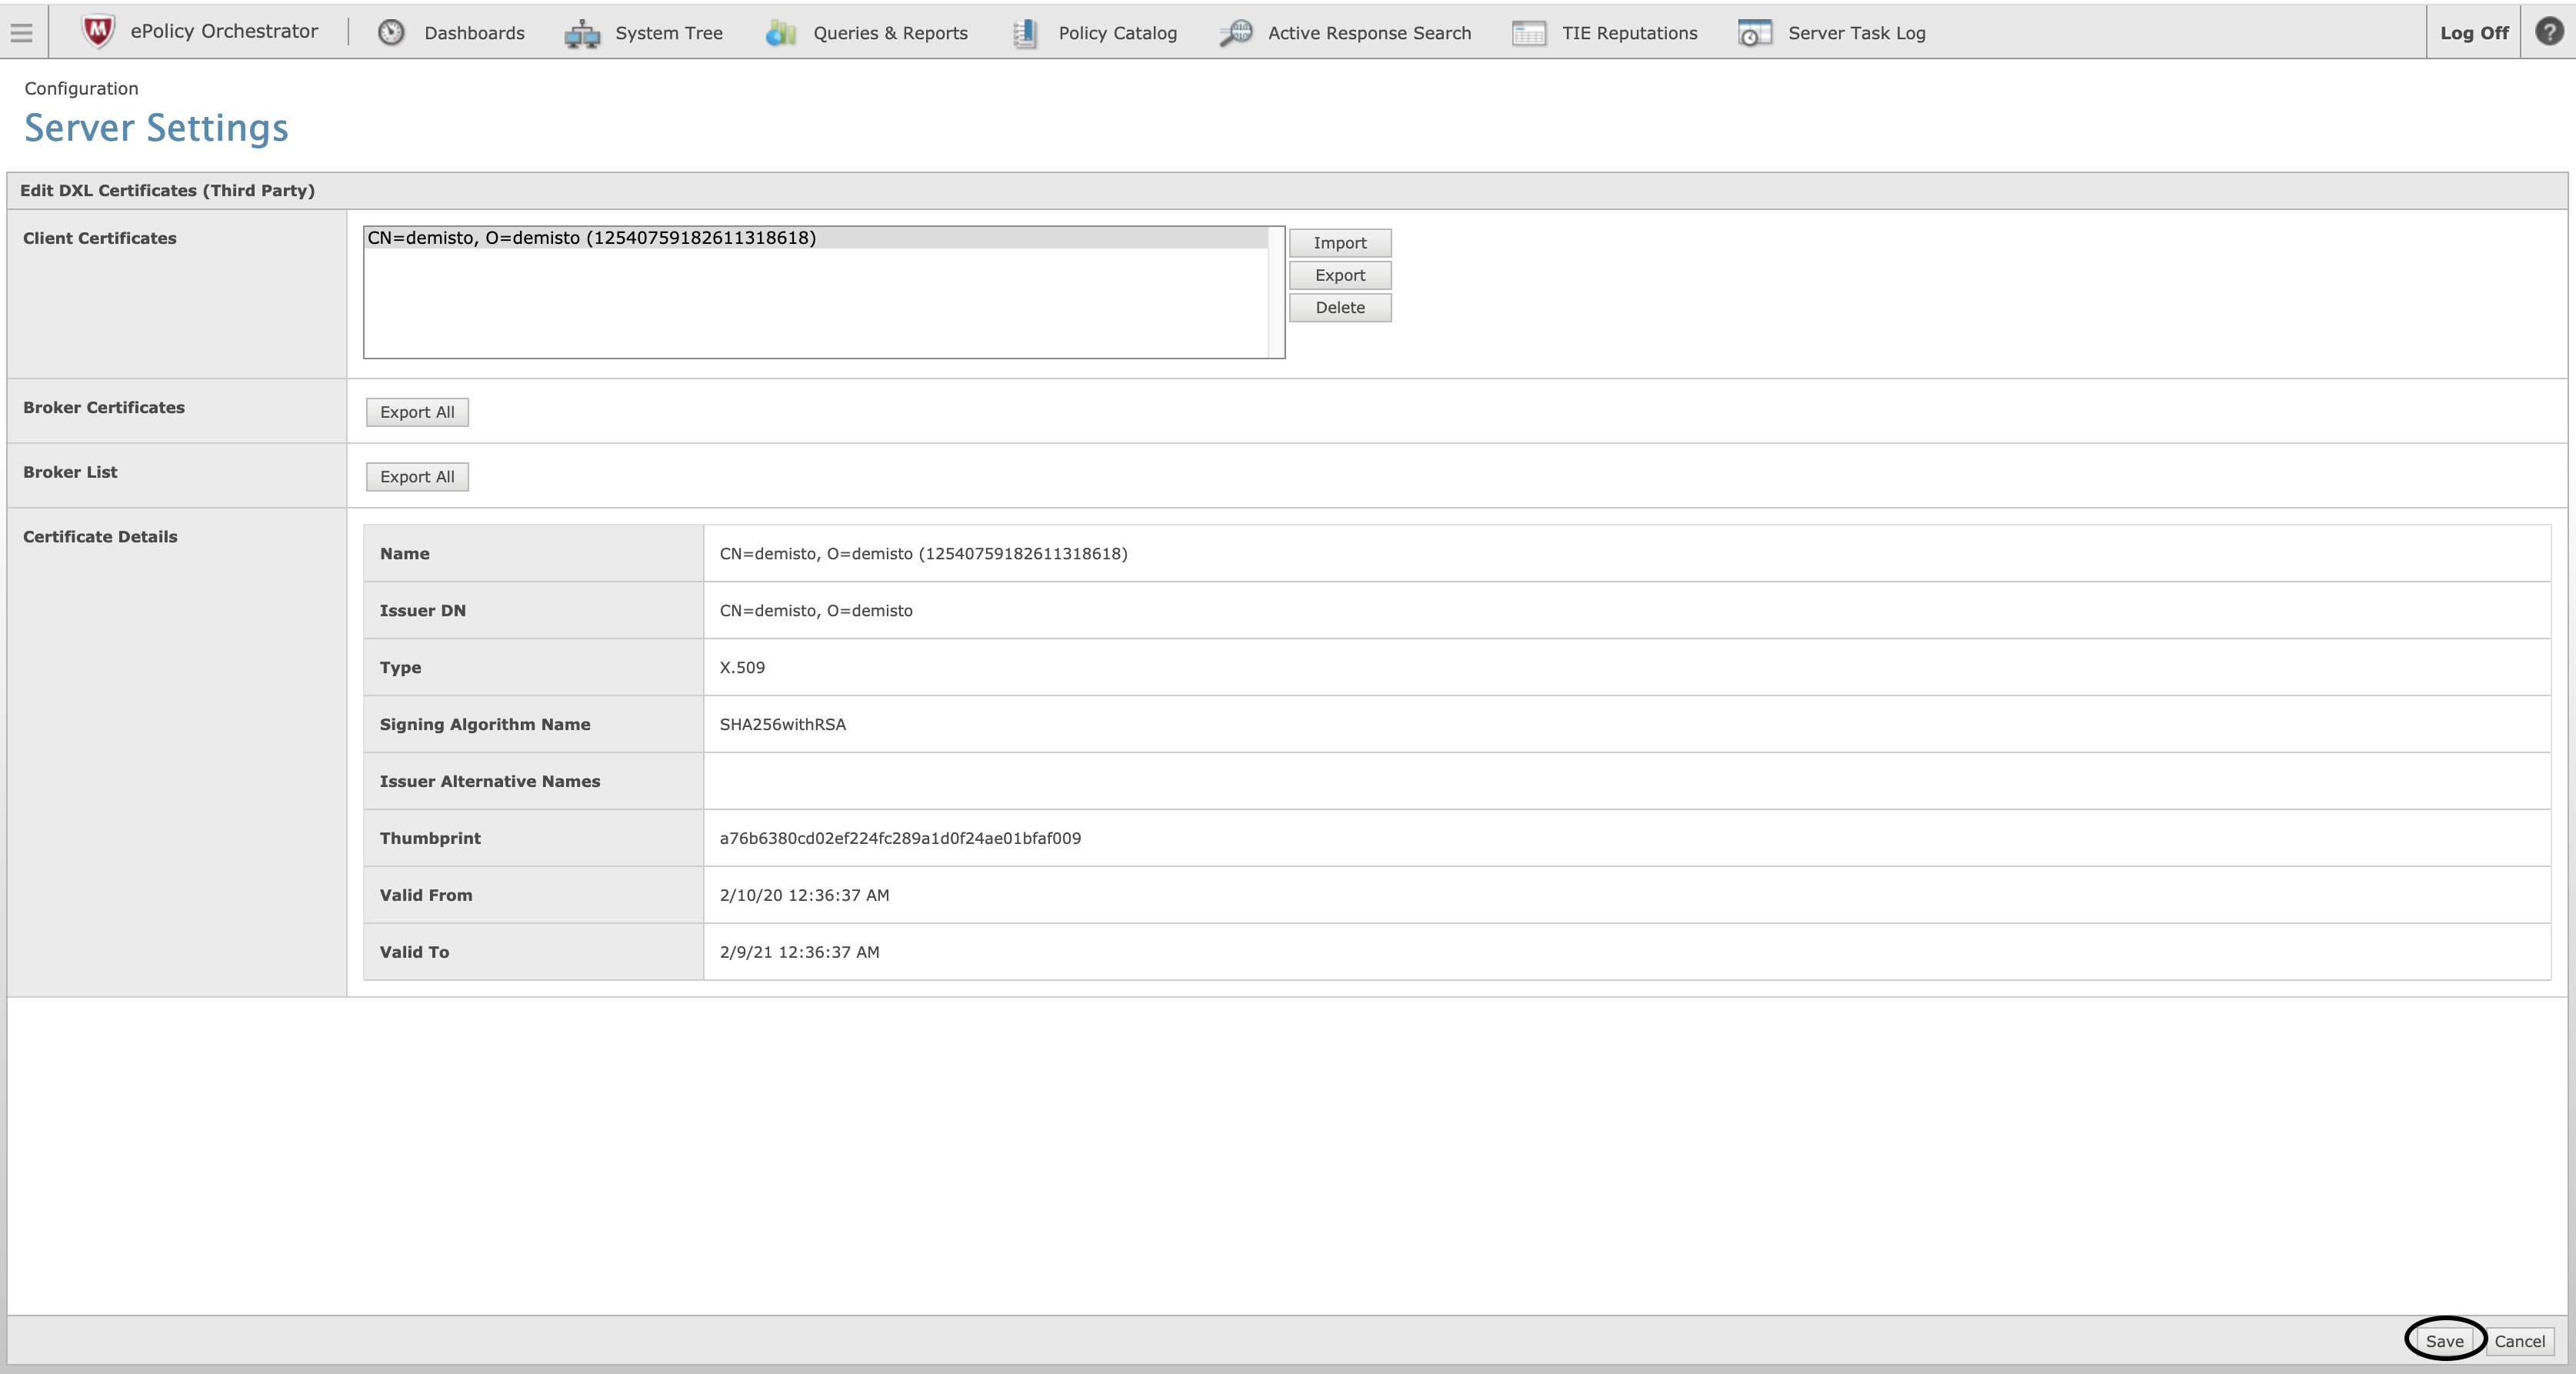 M ePolicy Orchestrator Dashboards System Tree Queries & Reports Policy Catalog Active Response Search TIE Reputations Server Task Log Log Off ?
Configuration
Server Settings
Edit DXL Certificates (Third Party)
Client Certificates
CN=demisto, O=demisto (12540759182611318618)
Import
Export
Delete
Broker Certificates
Export All
Broker List
Export All
Certificate Details
Name CN=demisto, O=demisto (12540759182611318618)
Issuer DN CN=demisto, O=demisto
Type X.509
Signing Algorithm Name SHA256withRSA
Issuer Alternative Names
Thumbprint a76b6380cd02ef224fc289a1d0f24ae01bfaf009
Valid From 2/10/20 12:36:37 AM
Valid To 2/9/21 12:36:37 AM
Save Cancel